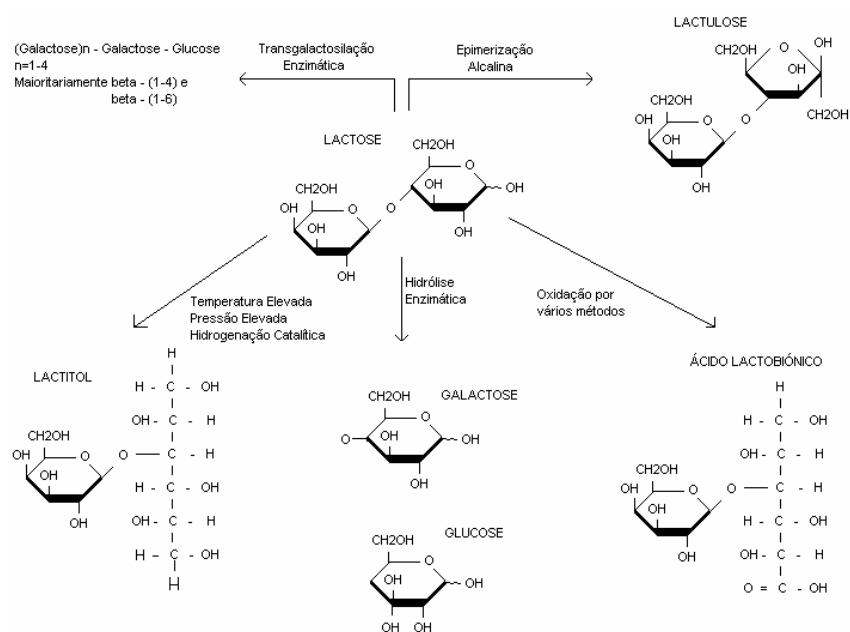 (Galactose)n - Galactose - Glucose
n=1-4
Maioritariamente beta - (1-4) e
beta - (1-6)
Transgalactosilação
Enzimática
Epimerização
Alcalina
LACTULOSE
CH2OH
O
OH
OH
CH2OH
OH
CH2OH
OH
O
O
OH
OH
LACTOSE
CH2OH
O
OH
OH
OH
CH2OH
OH
O
O
OH
OH
Temperatura Elevada
Pressão Elevada
Hidrogenação Catalítica
Hidrólise
Enzimática
Oxidação por
vários métodos
LACTITOL
H
H - C - OH
OH - C - H
CH2OH
OH
O
O — C - H
OH
H - C - OH
OH
OH - C - H
H - C - OH
H
GALACTOSE
CH2OH
O
O
OH
OH
OH
GLUCOSE
CH2OH
O
OH
OH
OH OH
ÁCIDO LACTOBIÓNICO
H
H - C - OH
OH - C - H
CH2OH
OH
O
O — C - H
OH
H - C - OH
OH
OH - C - H
O = C - OH